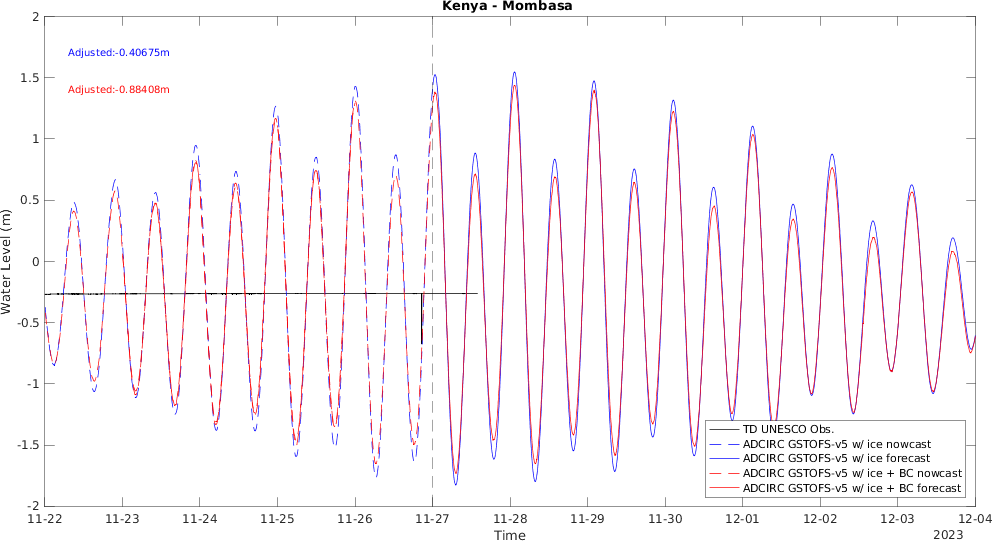 Kenya - Mombasa
Adjusted:-0.40675m
Adjusted:-0.88408m
Water Level (m)
2
1.5
1
0.5
0
-0.5
-1
-1.5
-2
TD UNESCO Obs.
ADCIRC GSTOFS-v5 w/ ice nowcast
ADCIRC GSTOFS-v5 w/ ice forecast
ADCIRC GSTOFS-v5 w/ ice + BC nowcast
ADCIRC GSTOFS-v5 w/ ice + BC forecast
11-22 11-23 11-24 11-25 11-26 11-27 11-28 11-29 11-30 12-01 12-02 12-03 12-04
Time
2023